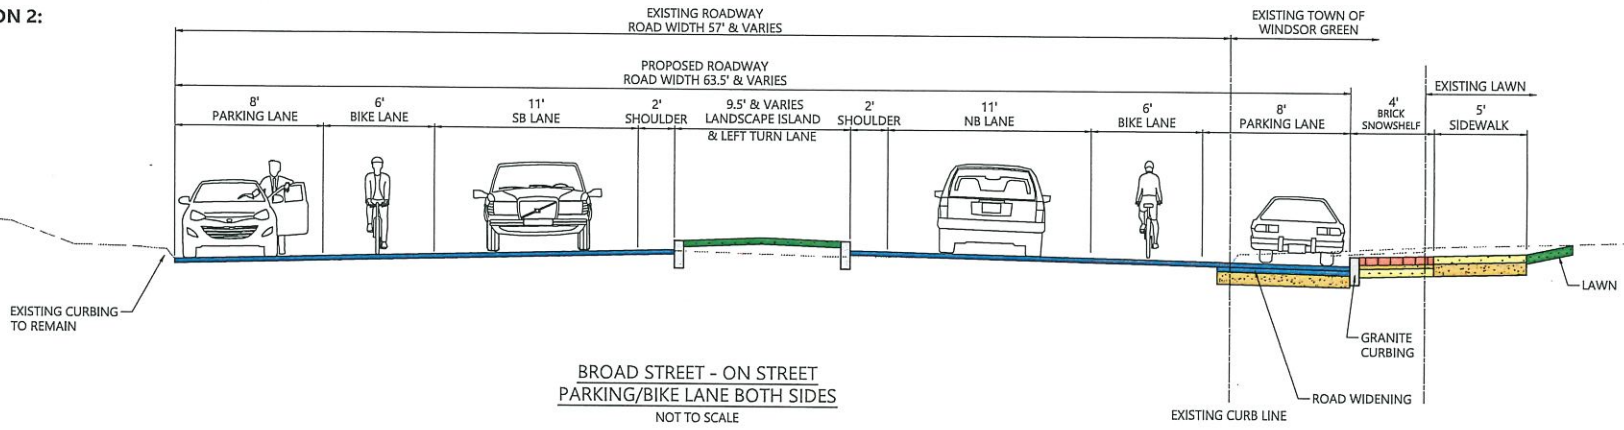 ON 2:
EXISTING ROADWAY
ROAD WIDTH 57' & VARIES
EXISTING TOWN OF
WINDSOR GREEN
PROPOSED ROADWAY
ROAD WIDTH 63.5' & VARIES
EXISTING LAWN
8'
PARKING LANE
6'
BIKE LANE
11'
SB LANE
2'
SHOULDER
9.5' & VARIES
LANDSCAPE ISLAND
& LEFT TURN LANE
2'
SHOULDER
11'
NB LANE
6'
BIKE LANE
8'
PARKING LANE
4'
BRICK
SNOWSHELF
5'
SIDEWALK
EXISTING CURBING
TO REMAIN
LAWN
GRANITE
CURBING
ROAD WIDENING
EXISTING CURB LINE
BROAD STREET - ON STREET
PARKING/BIKE LANE BOTH SIDES
NOT TO SCALE